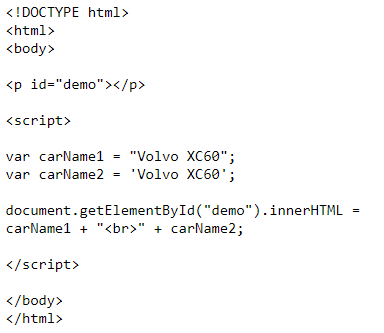 <!DOCTYPE html>
<html>
<body>
<p id="demo"></p>
<script>
var carName1 = "Volvo XC60";
var carName2 = 'Volvo XC60';
document.getElementById("demo").innerHTML =
carName1 + "<br>" + carName2;
</script>
</body>
</html>